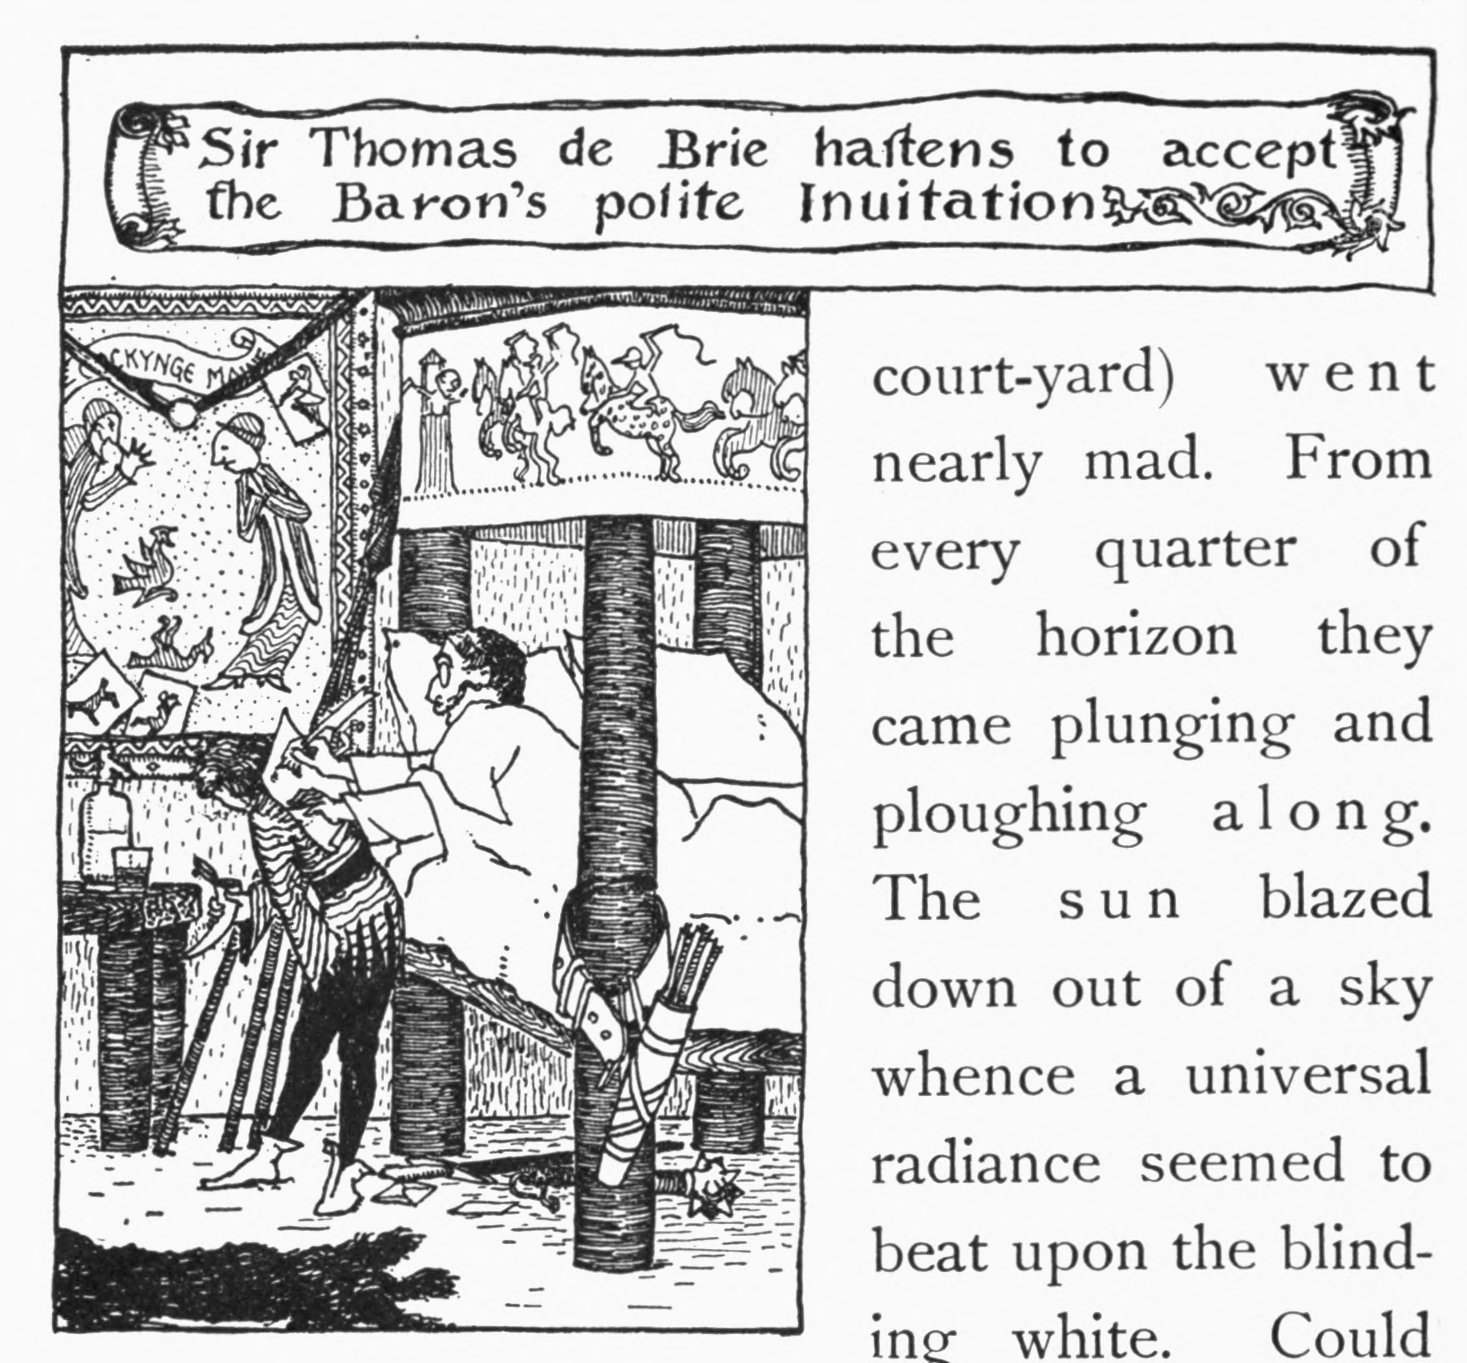 Sir Thomas de Brie haſtens to accept
the Baron's polite Inuitation
CKYNGE
court-yard) went
nearly mad. From
every quarter of
the horizon they
came plunging and
ploughing along.
The sun blazed
down out of a sky
whence a universal
radiance seemed to
beat upon the blind-
ing white. Could